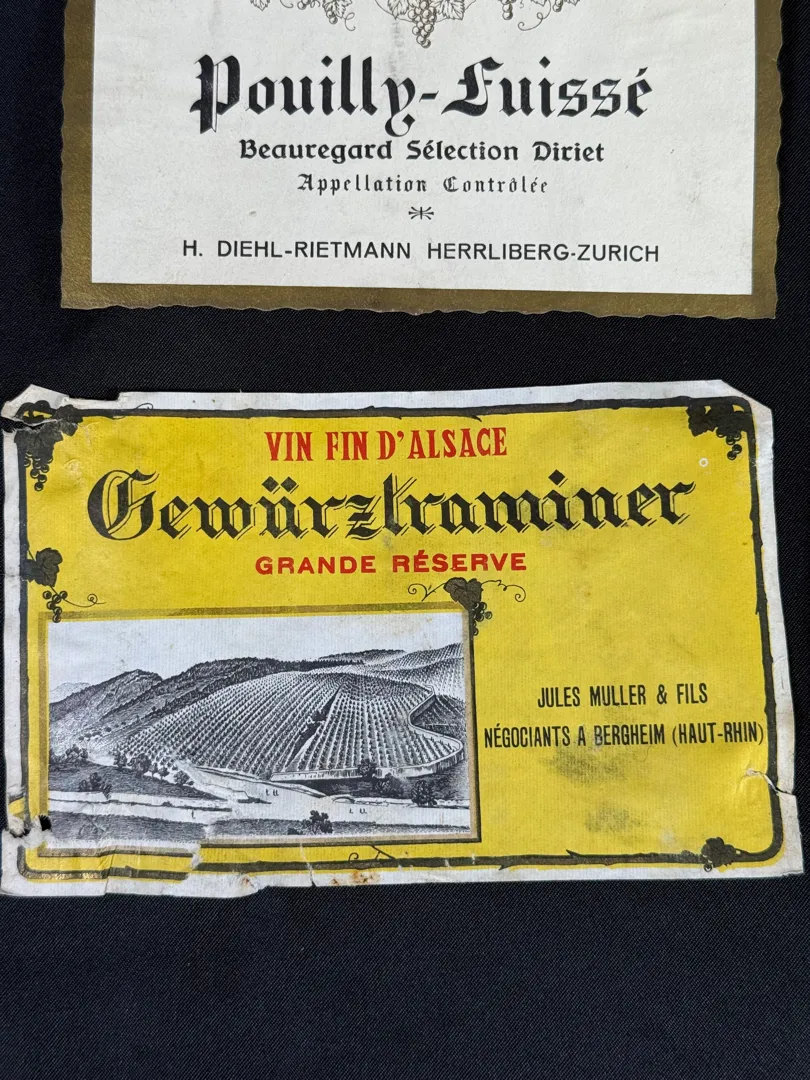 Pouilly-Fuissé
Beauregard Sélection Diriet
Appellation Contrôlée
H. DIEHL-RIETMANN HERRLIBERG-ZURICH
VIN FIN D'ALSACE
Gewürztraminer
GRANDE RÉSERVE
JULES MULLER & FILS
NÉGOCIANTS A BERGHEIM (HAUT-RHIN)